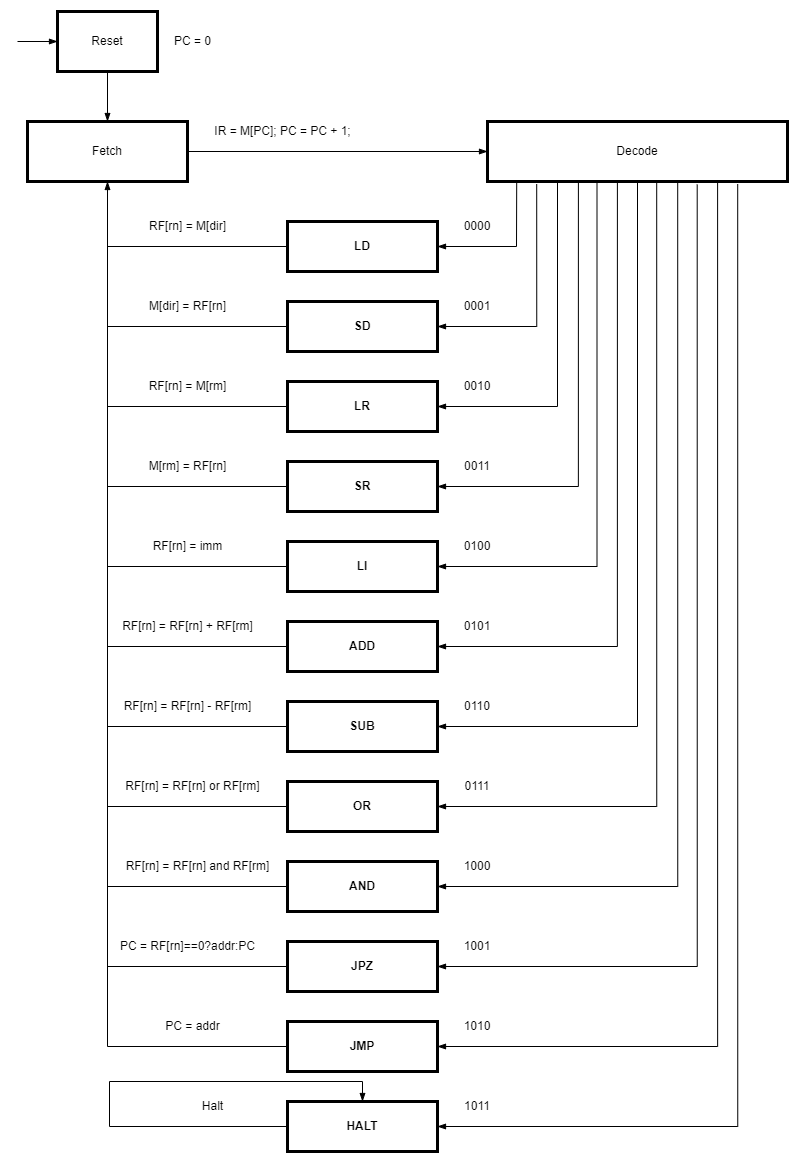 Reset
PC = 0
Fetch
IR = M[PC]; PC = PC + 1;
Decode
RF[rn] = M[dir]
LD
0000
M[dir] = RF[rn]
SD
0001
RF[rn] = M[rm]
LR
0010
M[rm] = RF[rn]
SR
0011
RF[rn] = imm
LI
0100
RF[rn] = RF[rn] + RF[rm]
ADD
0101
RF[rn] = RF[rn] - RF[rm]
SUB
0110
RF[rn] = RF[rn] or RF[rm]
OR
0111
RF[rn] = RF[rn] and RF[rm]
AND
1000
PC = RF[rn]==0?addr:PC
JPZ
1001
PC = addr
JMP
1010
Halt
HALT
1011